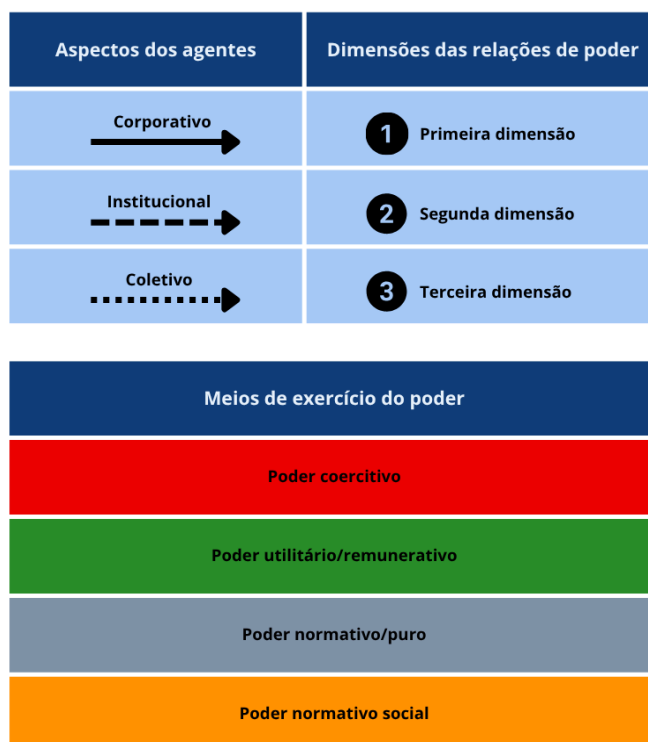 Aspectos dos agentes
Dimensões das relações de poder
Corporativo
1 Primeira dimensão
Institucional
2 Segunda dimensão
Coletivo
3 Terceira dimensão
Meios de exercício do poder
Poder coercitivo
Poder utilitário/remunerativo
Poder normativo/puro
Poder normativo social